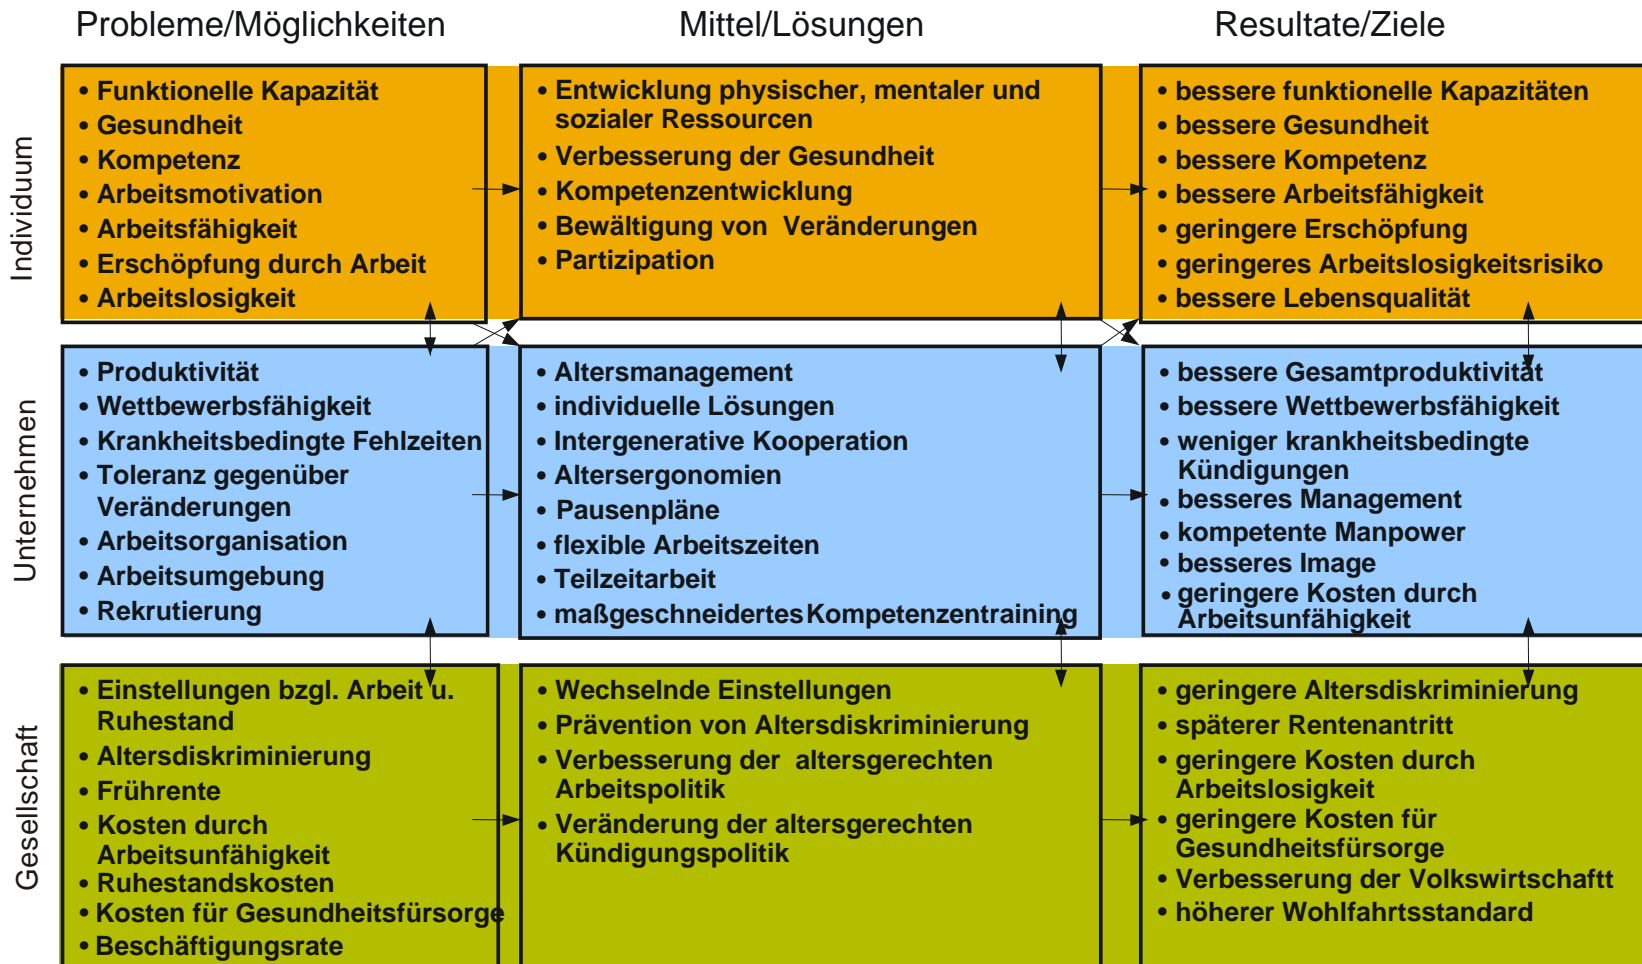 Probleme/Möglichkeiten
Mittel/Lösungen
Resultate/Ziele
Individuum
• Funktionelle Kapazität
• Gesundheit
• Kompetenz
• Arbeitsmotivation
• Arbeitsfähigkeit
• Erschöpfung durch Arbeit
• Arbeitslosigkeit
• Entwicklung physischer, mentaler und
sozialer Ressourcen
• Verbesserung der Gesundheit
• Kompetenzentwicklung
• Bewältigung von Veränderungen
• Partizipation
• bessere funktionelle Kapazitäten
• bessere Gesundheit
• bessere Kompetenz
• bessere Arbeitsfähigkeit
• geringere Erschöpfung
• geringeres Arbeitslosigkeitsrisiko
• bessere Lebensqualität
Unternehmen
• Produktivität
• Wettbewerbsfähigkeit
• Krankheitsbedingte Fehlzeiten
• Toleranz gegenüber
Veränderungen
• Arbeitsorganisation
• Arbeitsumgebung
• Rekrutierung
• Altersmanagement
• individuelle Lösungen
• Intergenerative Kooperation
• Altersergonomien
• Pausenpläne
• flexible Arbeitszeiten
• Teilzeitarbeit
• maßgeschneidertes Kompetenzentraining
• bessere Gesamtproduktivität
• bessere Wettbewerbsfähigkeit
• weniger krankheitsbedingte
Kündigungen
• besseres Management
• kompetente Manpower
• besseres Image
• geringere Kosten durch
Arbeitsunfähigkeit
Gesellschaft
• Einstellungen bzgl. Arbeit u.
Ruhestand
• Altersdiskriminierung
• Frührente
• Kosten durch
Arbeitsunfähigkeit
• Ruhestandskosten
• Kosten für Gesundheitsfürsorge
• Beschäftigungsrate
• Wechselnde Einstellungen
• Prävention von Altersdiskriminierung
• Verbesserung der altersgerechten
Arbeitspolitik
• Veränderung der altersgerechten
Kündigungspolitik
• geringere Altersdiskriminierung
• späterer Rentenantritt
• geringere Kosten durch
Arbeitslosigkeit
• geringere Kosten für
Gesundheitsfürsorge
• Verbesserung der Volkswirtschaftt
• höherer Wohlfahrtsstandard